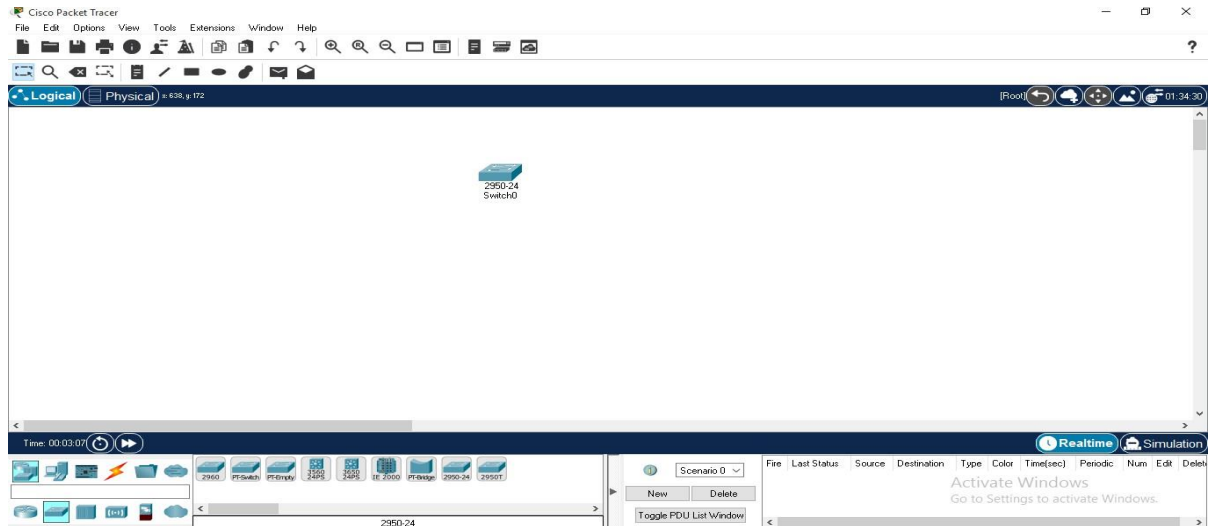 Cisco Packet Tracer
File Edit Options View Tools Extensions Window Help
?
Logical Physical x: 638, y: 172 [Root] 01:34:30
2950-24
Switch0
Time: 00:03:07 Realtime Simulation
2960 PT-Switch PT-Empty 3560 24PS 3650 24PS IE 2000 PT-Bridge 2950-24 2950T
2950-24
Scenario 0
New Delete
Toggle PDU List Window
Fire Last Status Source Destination Type Color Time(sec) Periodic Num Edit Delet
Activate Windows
Go to Settings to activate Windows.